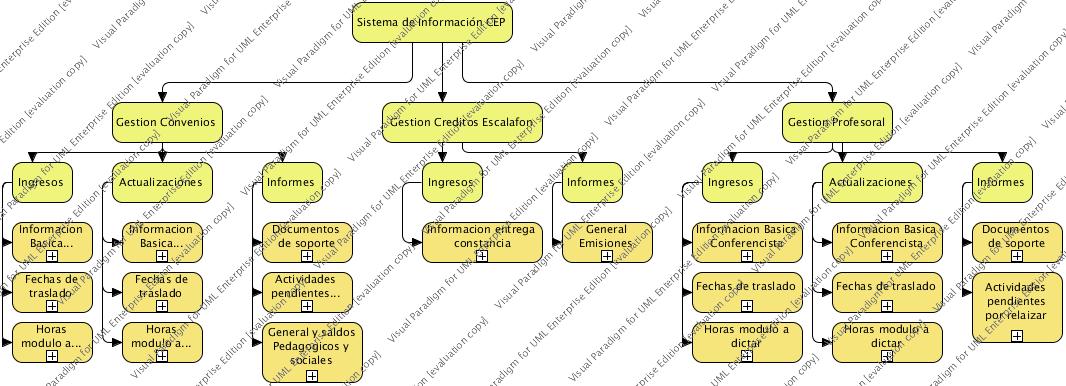 Sistema de Información CEP
Gestion Convenios
Gestion Creditos Escalafon
Gestion Profesoral
Ingresos
Actualizaciones
Informes
Ingresos
Informes
Ingresos
Actualizaciones
Informes
Informacion
Basica...
Informacion
Basica...
Documentos
de soporte
Informacion entrega
constancia
General
Emisiones
Informacion Basica
Conferencista
Informacion Basica
Conferencista
Documentos
de soporte
Fechas de
traslado
Fechas de
traslado
Actividades
pendientes...
Fechas de traslado
Fechas de traslado
Actividades
pendientes
por relaizar
Horas
modulo a...
Horas
modulo a...
General y saldos
Pedagogicos y
sociales
Horas modulo a
dictar
Horas modulo a
dictar
Visual Paradigm for UML Enterprise Edition [evaluation copy]